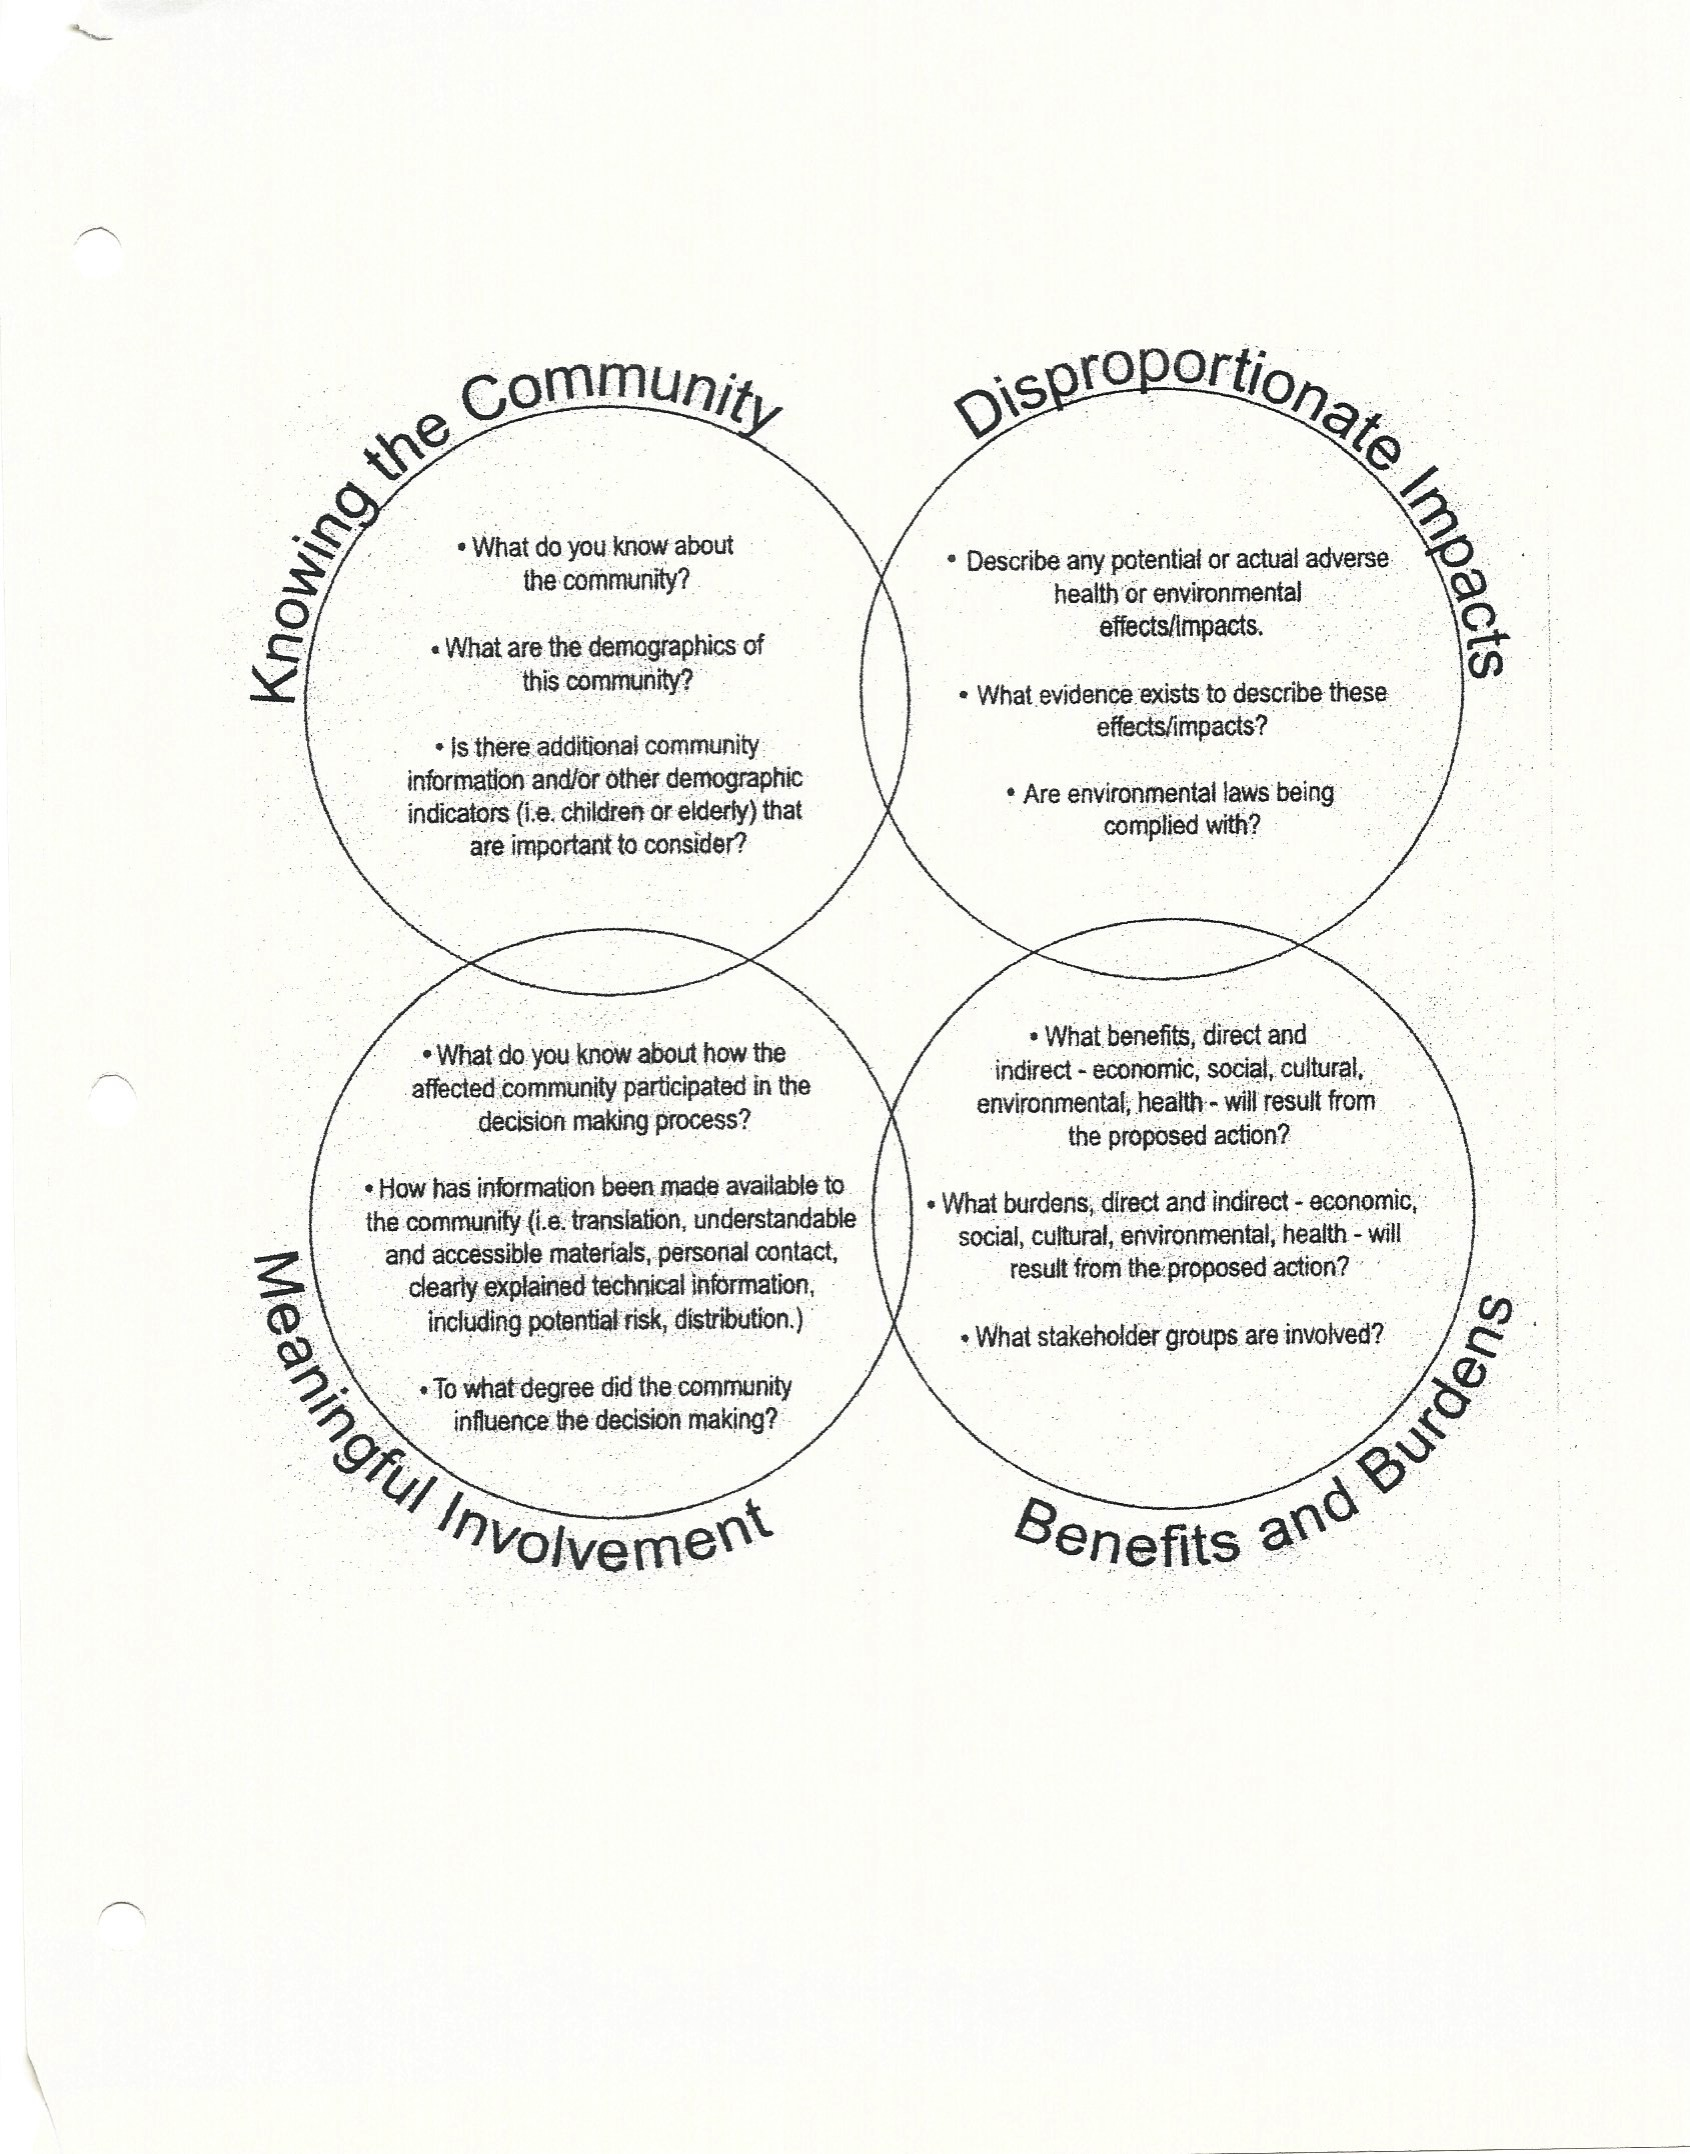 Knowing the Community
• What do you know about
the community?
• What are the demographics of
this community?
• Is there additional community
information and/or other demographic
indicators (i.e. children or elderly) that
are important to consider?
Disproportionate Impacts
• Describe any potential or actual adverse
health or environmental
effects/impacts.
• What evidence exists to describe these
effects/impacts?
• Are environmental laws being
complied with?
• What do you know about how the
affected community participated in the
decision making process?
• How has information been made available to
the community (i.e. translation, understandable
and accessible materials, personal contact,
clearly explained technical information,
including potential risk, distribution.)
• To what degree did the community
influence the decision making?
Meaningful Involvement
• What benefits, direct and
indirect - economic, social, cultural,
environmental, health - will result from
the proposed action?
• What burdens, direct and indirect - economic,
social, cultural, environmental, health - will
result from the proposed action?
• What stakeholder groups are involved?
Benefits and Burdens